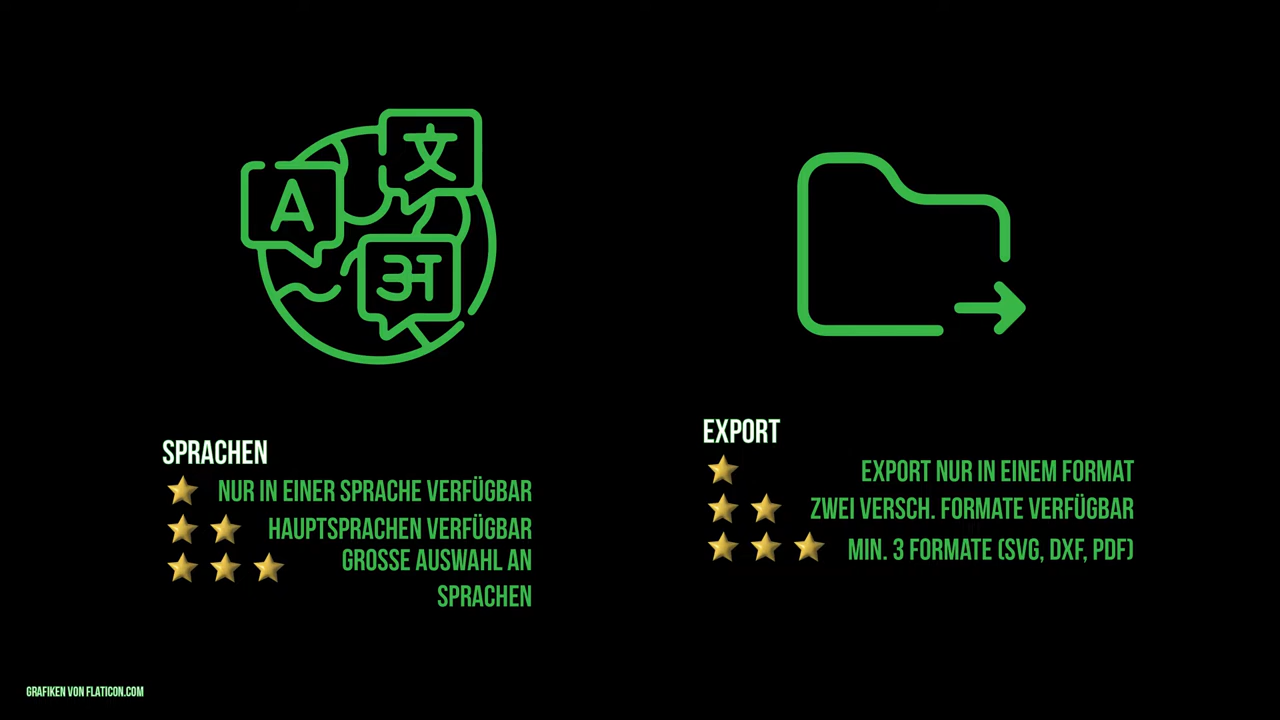 A
文
अ
SPRACHEN
NUR IN EINER SPRACHE VERFÜGBAR
HAUPTSPRACHEN VERFÜGBAR
GROSSE AUSWAHL AN
SPRACHEN
EXPORT
EXPORT NUR IN EINEM FORMAT
ZWEI VERSCH. FORMATE VERFÜGBAR
MIN. 3 FORMATE (SVG, DXF, PDF)
GRAFIKEN VON FLATICON.COM